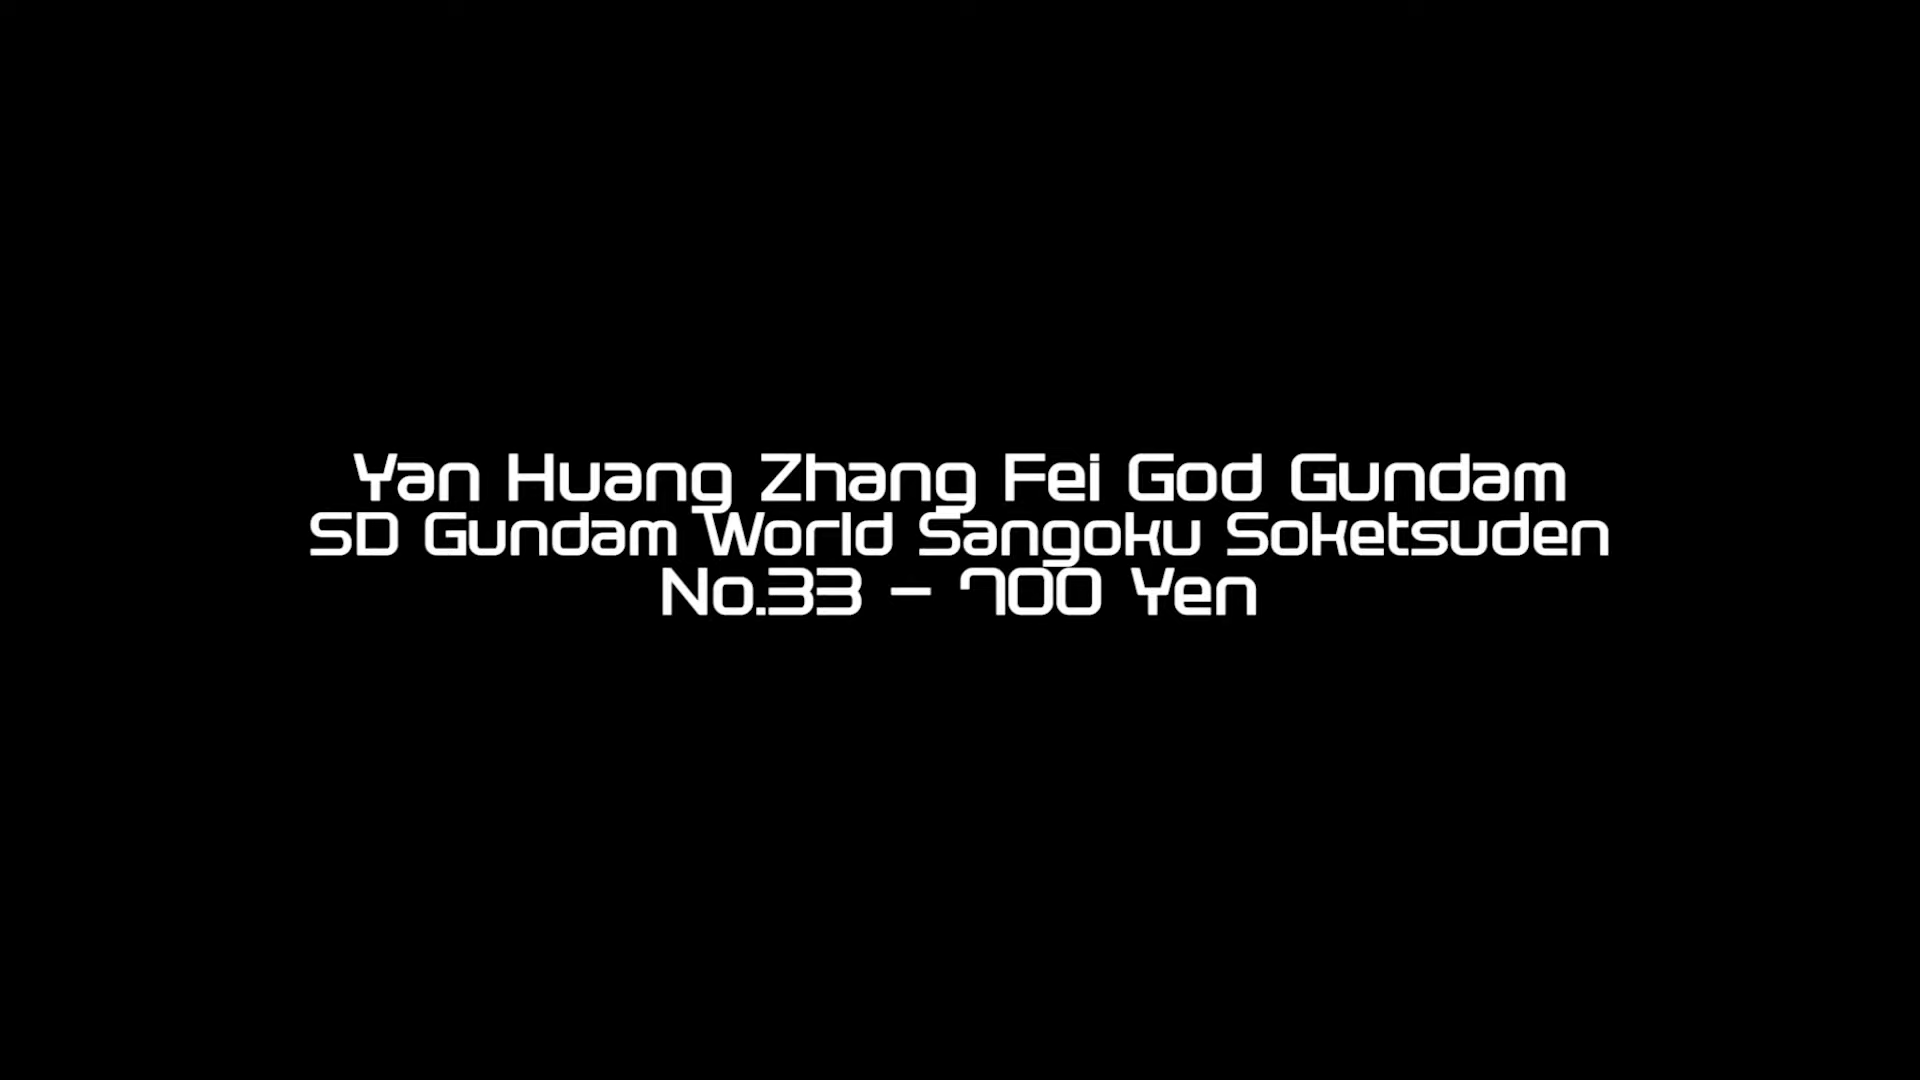 Yan Huang Zhang Fei God Gundam
SD Gundam World Sangoku Soketsuden
No.33 – 700 Yen